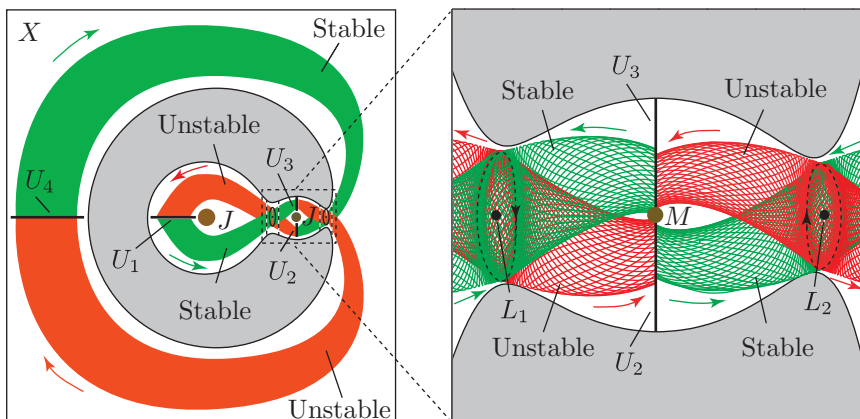 X
Stable
Unstable
U4
U3
J
J
U1
U2
Stable
Unstable
U3
Stable
Unstable
M
L1
L2
Unstable
U2
Stable